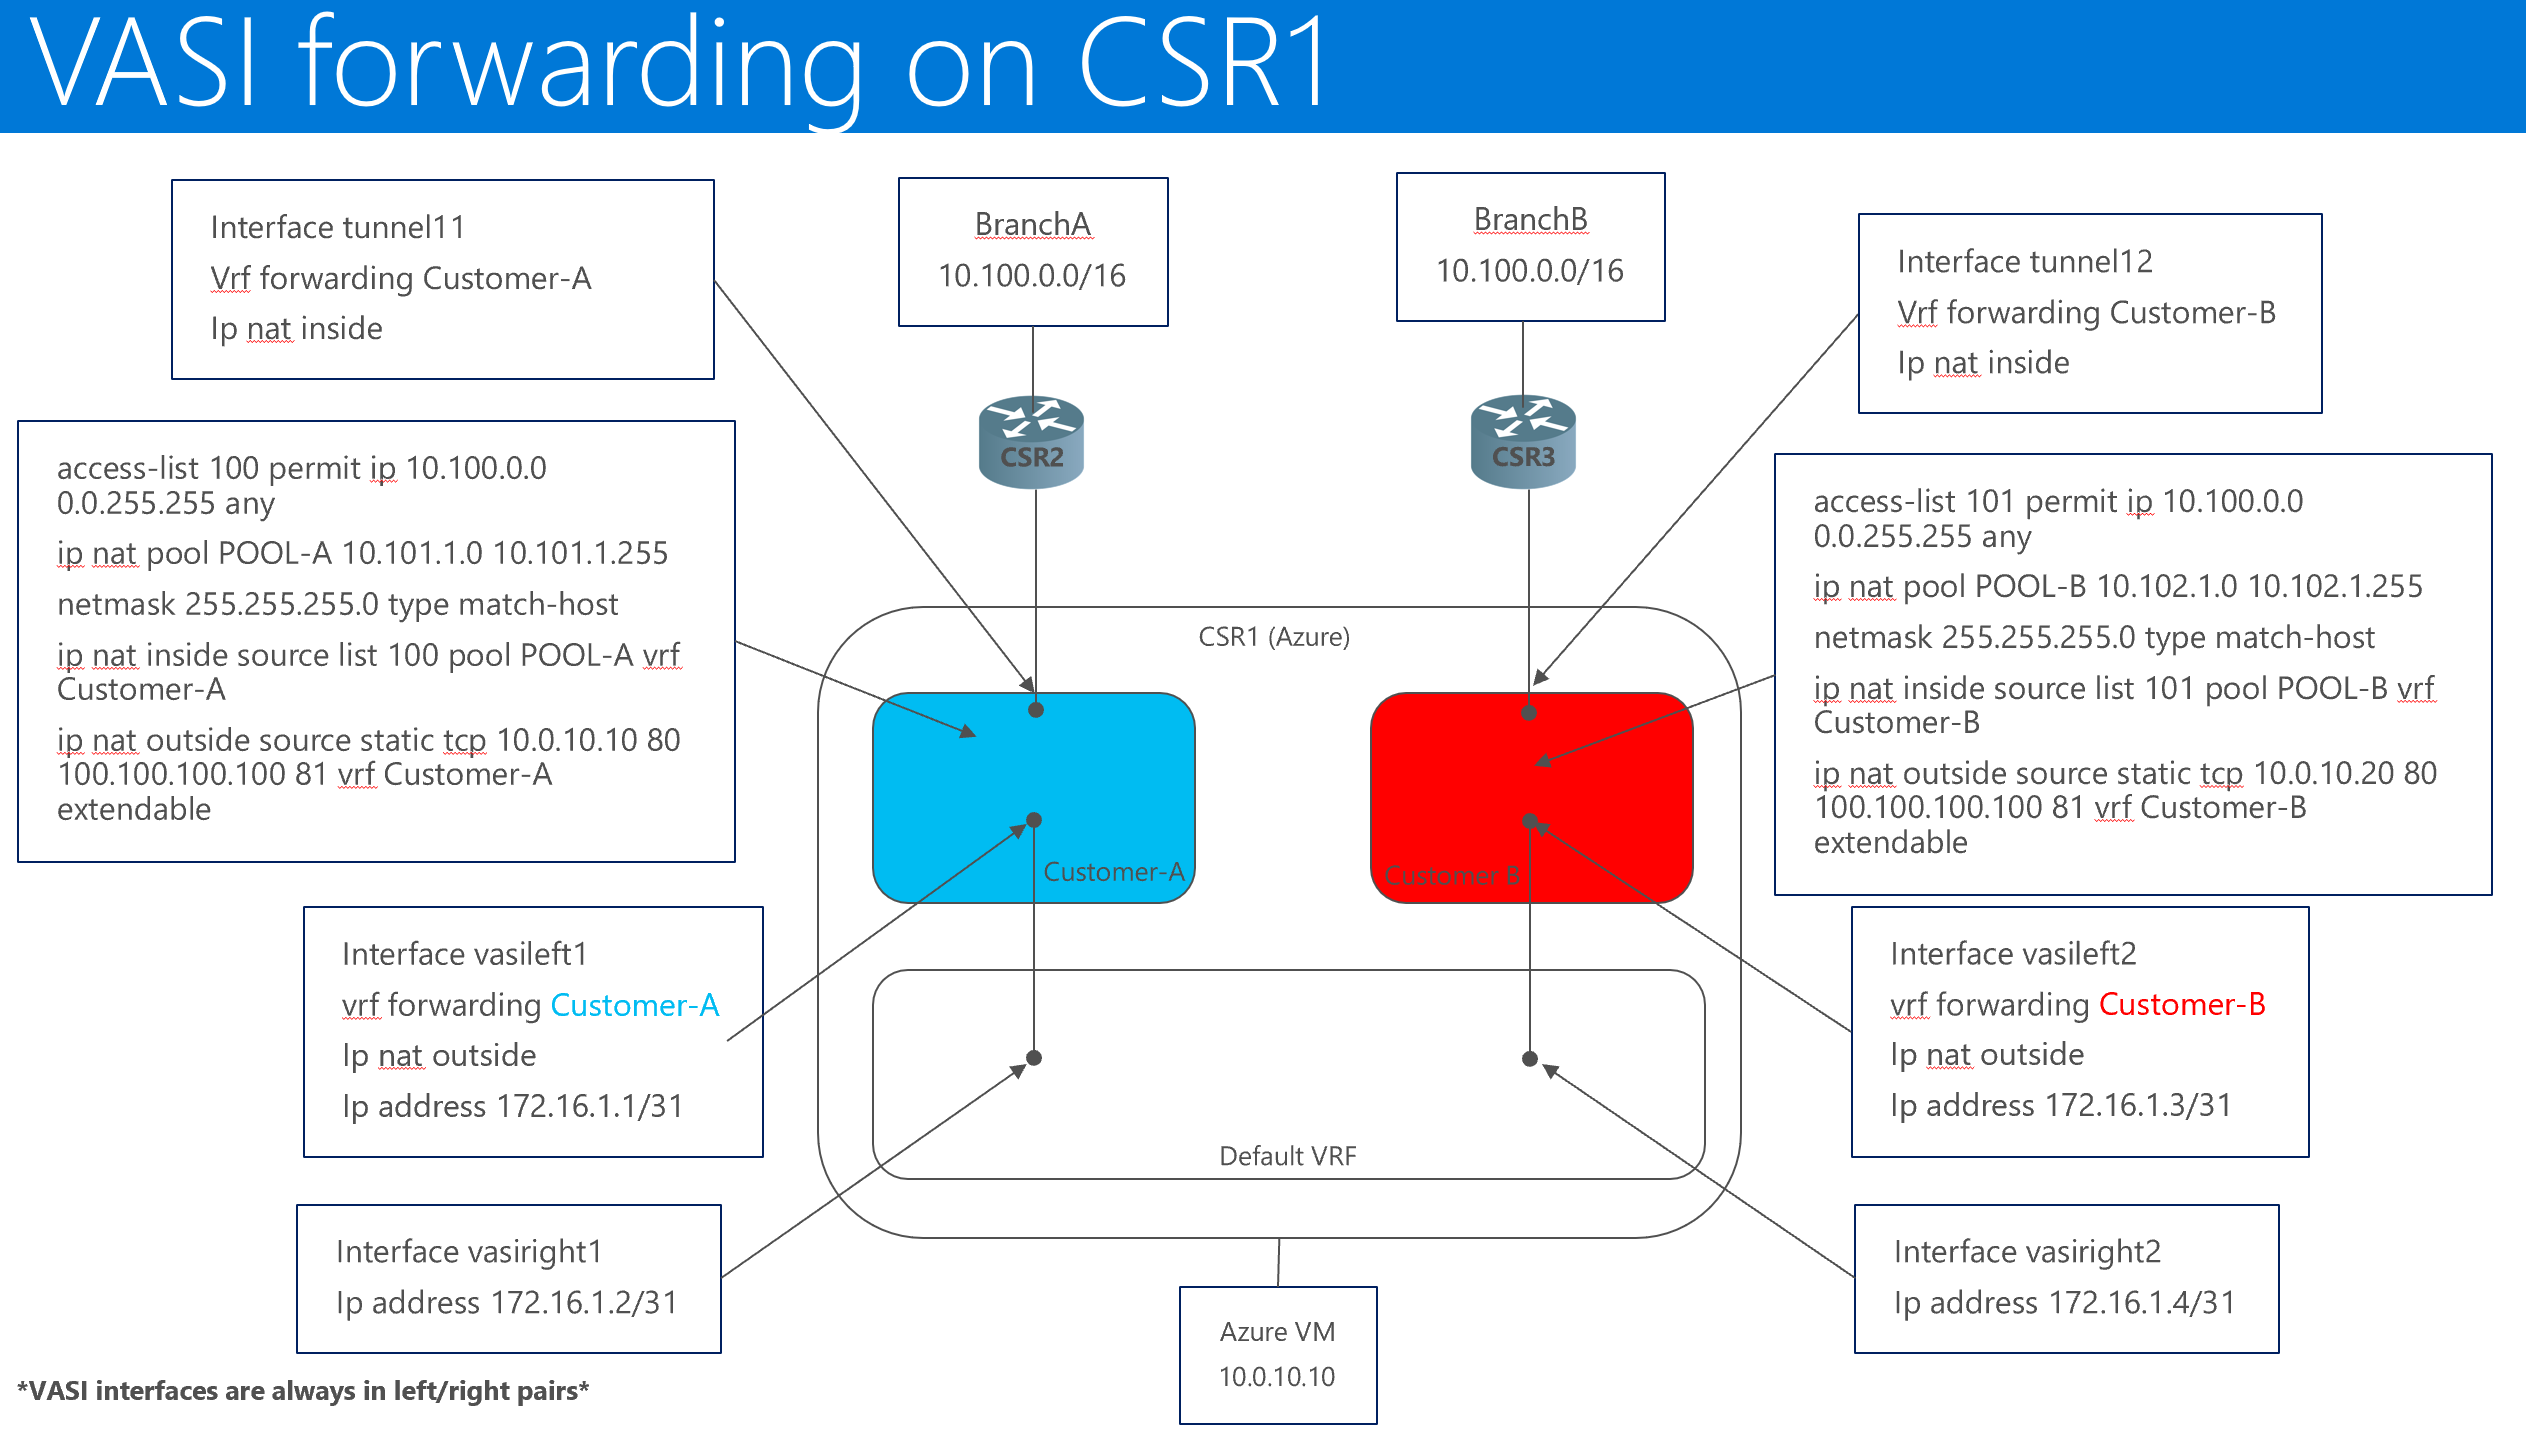 VASI forwarding on CSR1
Interface tunnel11
Vrf forwarding Customer-A
Ip nat inside
BranchA
10.100.0.0/16
BranchB
10.100.0.0/16
Interface tunnel12
Vrf forwarding Customer-B
Ip nat inside
CSR2
CSR3
access-list 100 permit ip 10.100.0.0
0.0.255.255 any
ip nat pool POOL-A 10.101.1.0 10.101.1.255
netmask 255.255.255.0 type match-host
ip nat inside source list 100 pool POOL-A vrf
Customer-A
ip nat outside source static tcp 10.0.10.10 80
100.100.100.100 81 vrf Customer-A
extendable
access-list 101 permit ip 10.100.0.0
0.0.255.255 any
ip nat pool POOL-B 10.102.1.0 10.102.1.255
netmask 255.255.255.0 type match-host
ip nat inside source list 101 pool POOL-B vrf
Customer-B
ip nat outside source static tcp 10.0.10.20 80
100.100.100.100 81 vrf Customer-B
extendable
CSR1 (Azure)
Customer-A
Customer B
Interface vasileft1
vrf forwarding Customer-A
Ip nat outside
Ip address 172.16.1.1/31
Interface vasileft2
vrf forwarding Customer-B
Ip nat outside
Ip address 172.16.1.3/31
Default VRF
Interface vasiright1
Ip address 172.16.1.2/31
Interface vasiright2
Ip address 172.16.1.4/31
Azure VM
10.0.10.10
*VASI interfaces are always in left/right pairs*